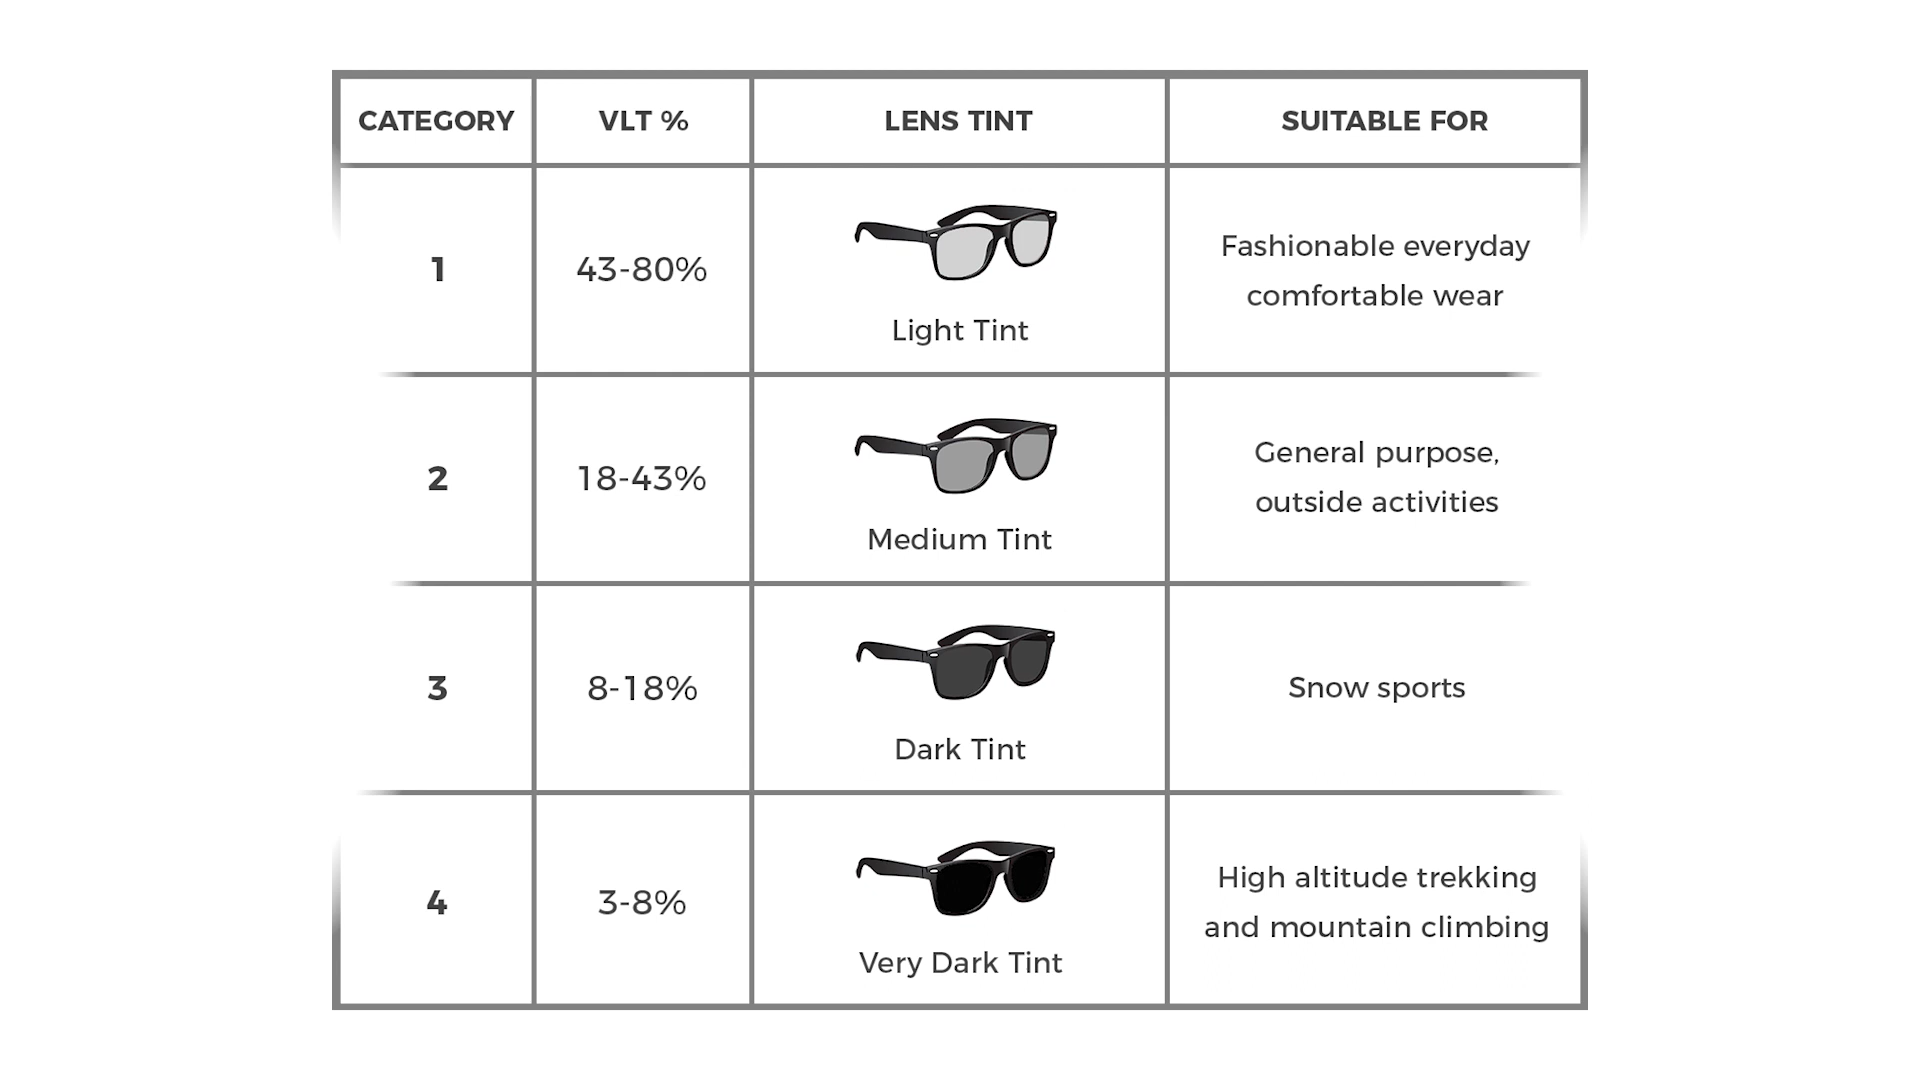 CATEGORY
VLT %
LENS TINT
SUITABLE FOR
1
43-80%
Light Tint
Fashionable everyday
comfortable wear
2
18-43%
Medium Tint
General purpose,
outside activities
3
8-18%
Dark Tint
Snow sports
4
3-8%
Very Dark Tint
High altitude trekking
and mountain climbing